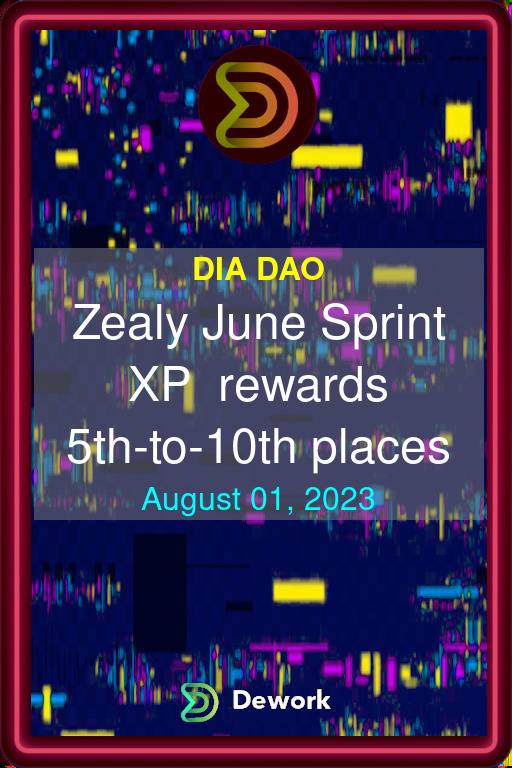 DIA DAO
Zealy June Sprint
XP  rewards
5th-to-10th places
August 01, 2023
Dework